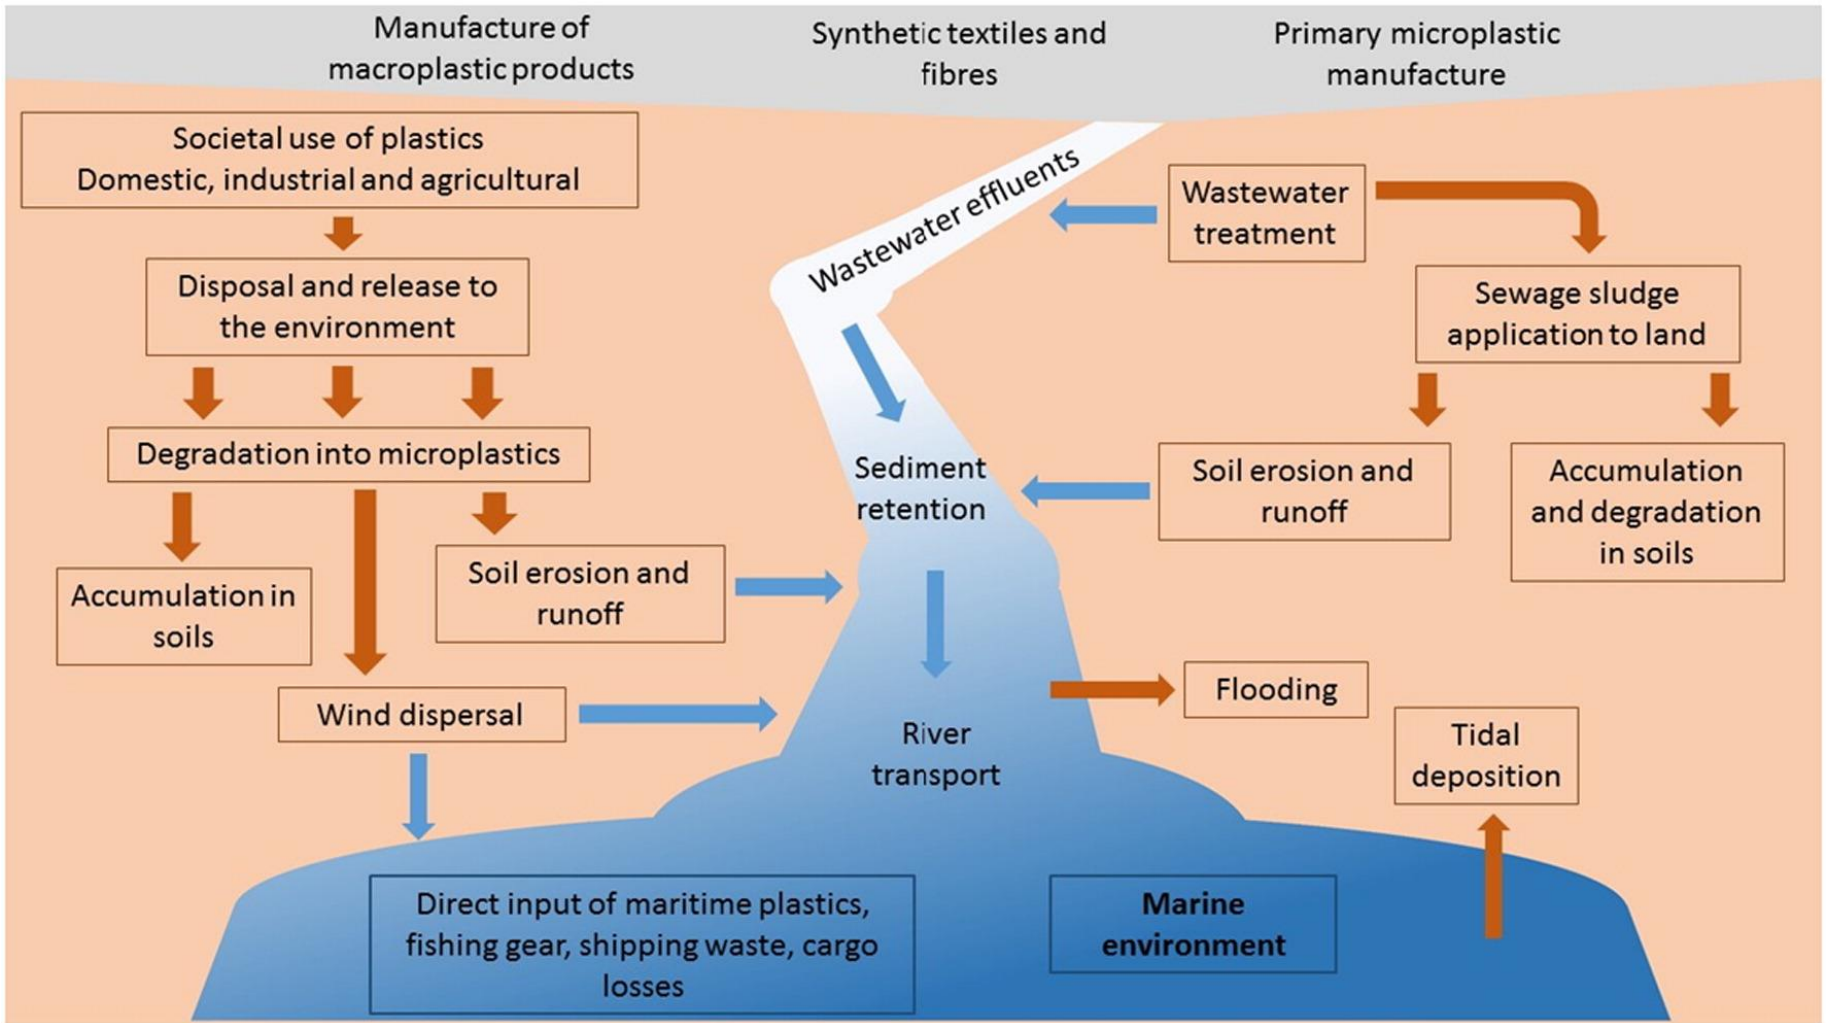 Manufacture of
macroplastic products
Synthetic textiles and
fibres
Primary microplastic
manufacture
Societal use of plastics
Domestic, industrial and agricultural
Disposal and release to
the environment
Degradation into microplastics
Accumulation in
soils
Soil erosion and
runoff
Wind dispersal
Wastewater effluents
Sediment
retention
River
transport
Wastewater
treatment
Sewage sludge
application to land
Soil erosion and
runoff
Accumulation
and degradation
in soils
Flooding
Tidal
deposition
Direct input of maritime plastics,
fishing gear, shipping waste, cargo
losses
Marine
environment